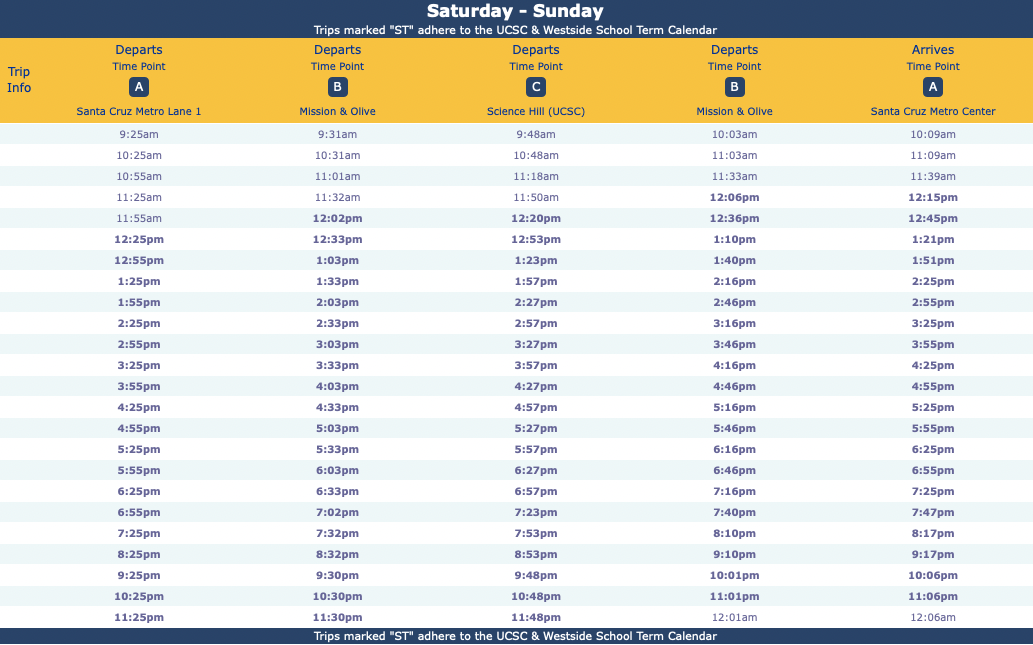 Saturday - Sunday
Trips marked "ST" adhere to the UCSC & Westside School Term Calendar
Trip Info Departs Departs Departs Departs Arrives
Time Point Time Point Time Point Time Point Time Point
A B C B A
Santa Cruz Metro Lane 1 Mission & Olive Science Hill (UCSC) Mission & Olive Santa Cruz Metro Center
9:25am 9:31am 9:48am 10:03am 10:09am
10:25am 10:31am 10:48am 11:03am 11:09am
10:55am 11:01am 11:18am 11:33am 11:39am
11:25am 11:32am 11:50am 12:06pm 12:15pm
11:55am 12:02pm 12:20pm 12:36pm 12:45pm
12:25pm 12:33pm 12:53pm 1:10pm 1:21pm
12:55pm 1:03pm 1:23pm 1:40pm 1:51pm
1:25pm 1:33pm 1:57pm 2:16pm 2:25pm
1:55pm 2:03pm 2:27pm 2:46pm 2:55pm
2:25pm 2:33pm 2:57pm 3:16pm 3:25pm
2:55pm 3:03pm 3:27pm 3:46pm 3:55pm
3:25pm 3:33pm 3:57pm 4:16pm 4:25pm
3:55pm 4:03pm 4:27pm 4:46pm 4:55pm
4:25pm 4:33pm 4:57pm 5:16pm 5:25pm
4:55pm 5:03pm 5:27pm 5:46pm 5:55pm
5:25pm 5:33pm 5:57pm 6:16pm 6:25pm
5:55pm 6:03pm 6:27pm 6:46pm 6:55pm
6:25pm 6:33pm 6:57pm 7:16pm 7:25pm
6:55pm 7:02pm 7:23pm 7:40pm 7:47pm
7:25pm 7:32pm 7:53pm 8:10pm 8:17pm
8:25pm 8:32pm 8:53pm 9:10pm 9:17pm
9:25pm 9:30pm 9:48pm 10:01pm 10:06pm
10:25pm 10:30pm 10:48pm 11:01pm 11:06pm
11:25pm 11:30pm 11:48pm 12:01am 12:06am
Trips marked "ST" adhere to the UCSC & Westside School Term Calendar